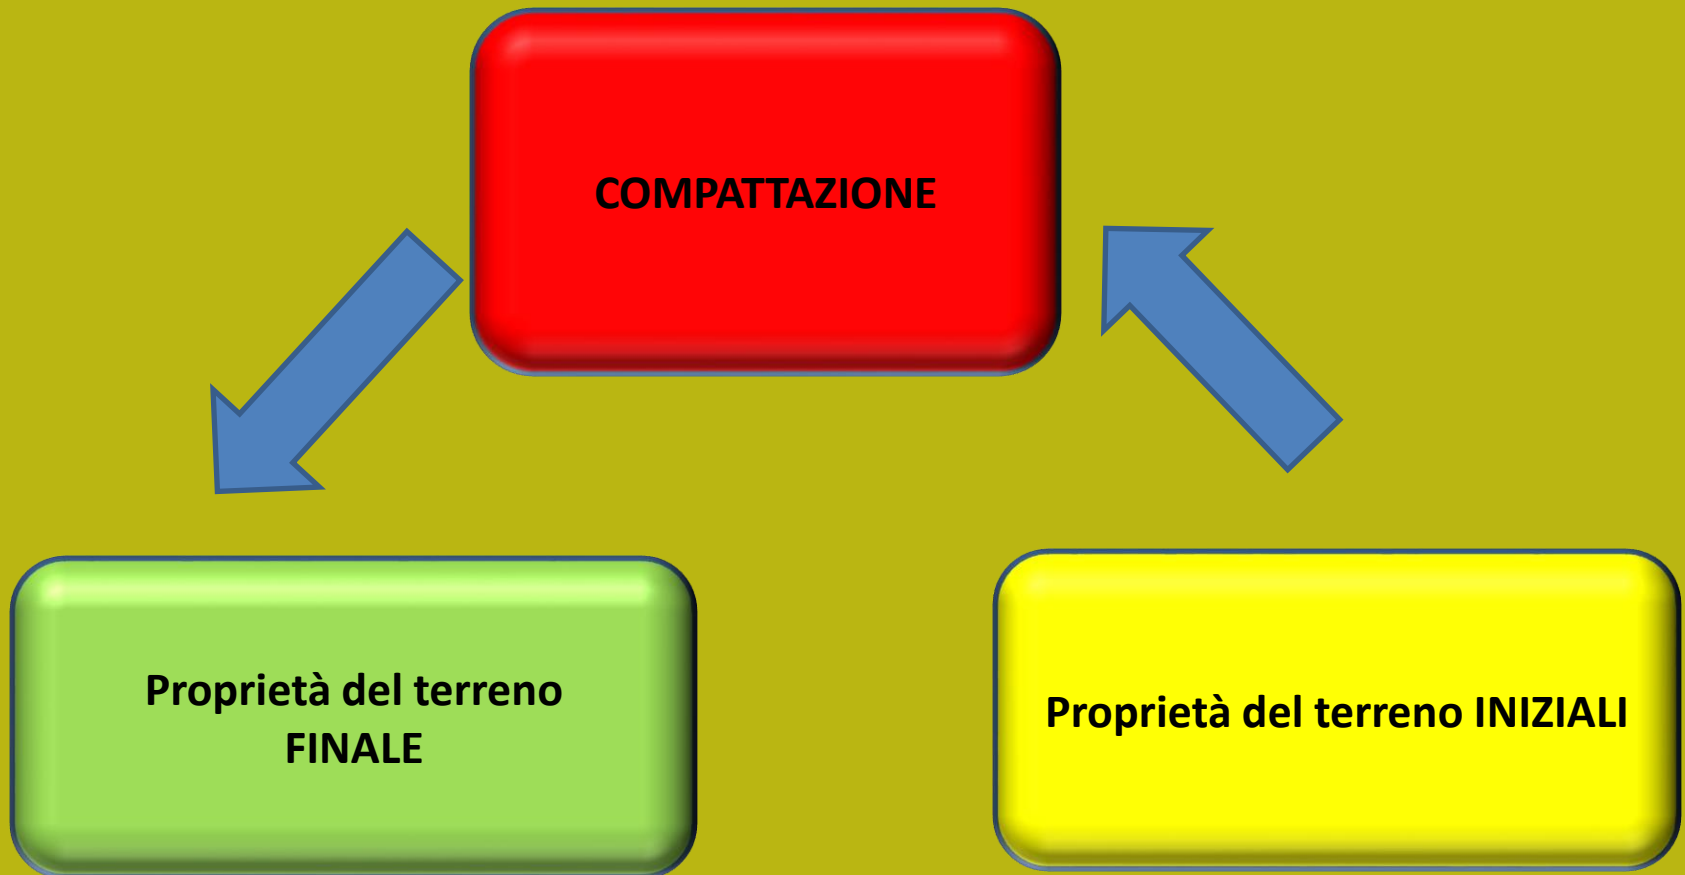 COMPATTAZIONE
Proprietà del terreno
FINALE
Proprietà del terreno INIZIALI